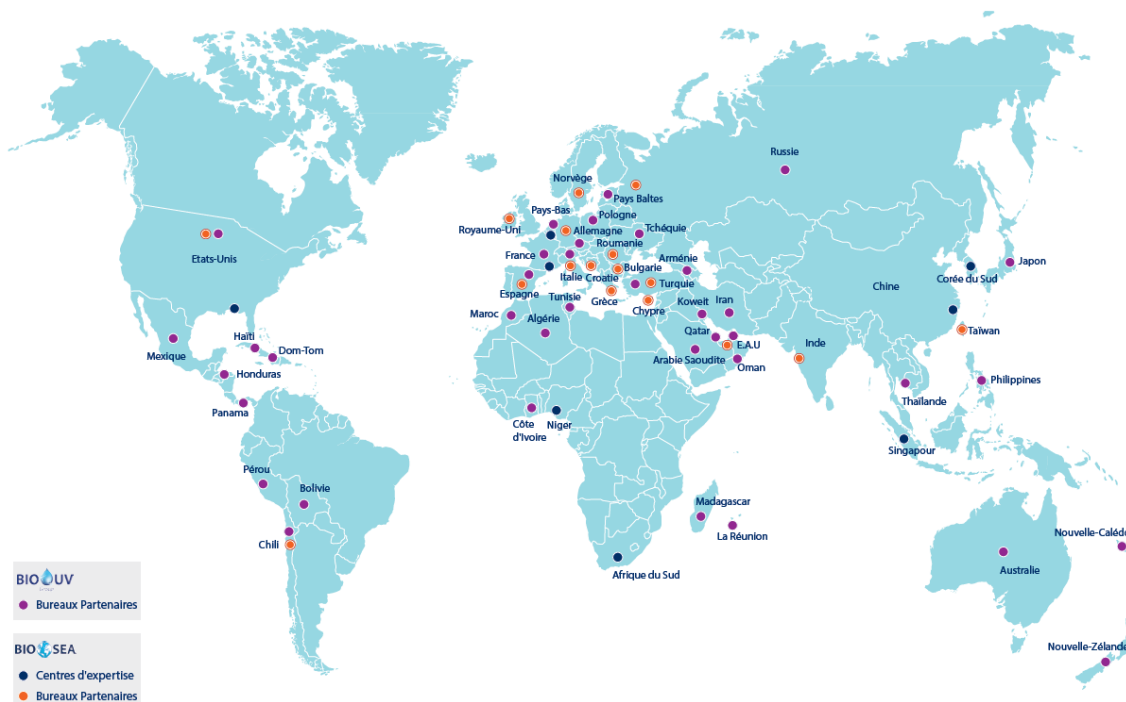 Russie
Norvège
Pays Baltes
Pays-Bas
Pologne
Royaume-Uni
Allemagne
Tchéquie
Etats-Unis
Roumanie
France
Arménie
Italie
Croatie
Bulgarie
Japon
Corée du Sud
Espagne
Turquie
Chine
Tunisie
Grèce
Koweit
Iran
Maroc
Chypre
Algérie
Haïti
Qatar
E.A.U
Inde
Taïwan
Mexique
Dom-Tom
Arabie Saoudite
Oman
Honduras
Philippines
Thaïlande
Panama
Côte
d'Ivoire
Niger
Singapour
Pérou
Bolivie
Madagascar
La Réunion
Nouvelle-Calédo
Chili
Afrique du Sud
Australie
BIO UV
Bureaux Partenaires
Nouvelle-Zéland
BIO SEA
Centres d'expertise
Bureaux Partenaires